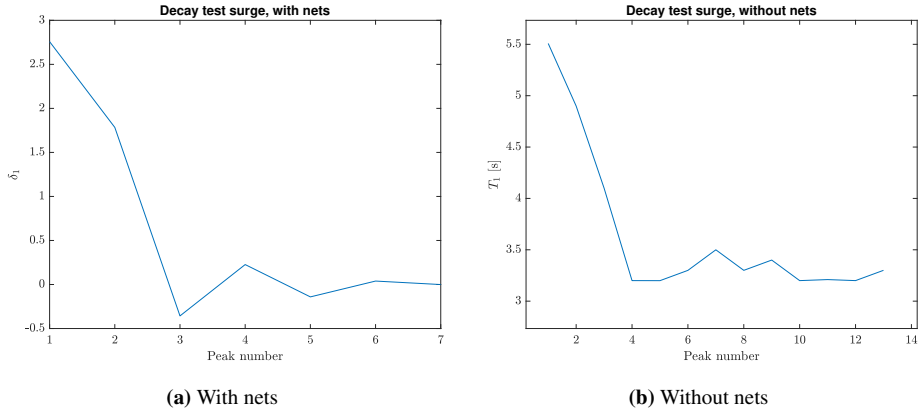 Decay test surge, with nets
3
2.5
2
1.5
1
0.5
0
-0.5
δ₁
1 2 3 4 5 6 7
Peak number
(a) With nets
Decay test surge, without nets
5.5
5
4.5
4
3.5
3
T₁ [s]
2 4 6 8 10 12 14
Peak number
(b) Without nets